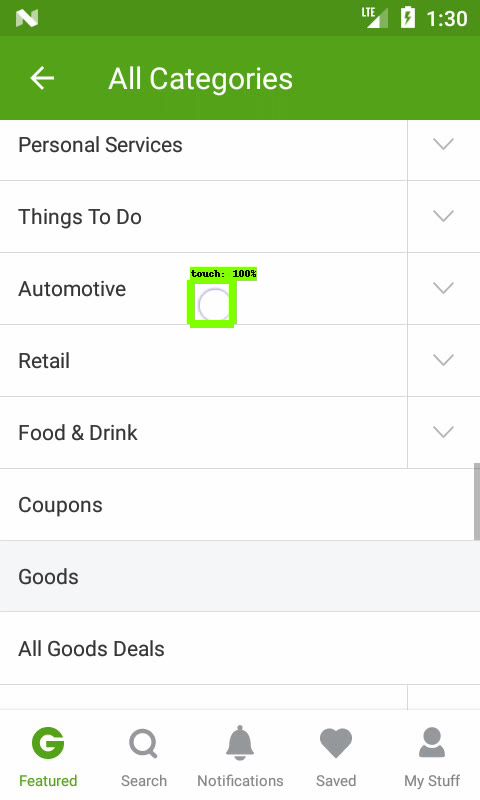 LTE 1:30
All Categories
Personal Services
Things To Do
touch: 100%
Automotive
Retail
Food & Drink
Coupons
Goods
All Goods Deals
Featured Search Notifications Saved My Stuff